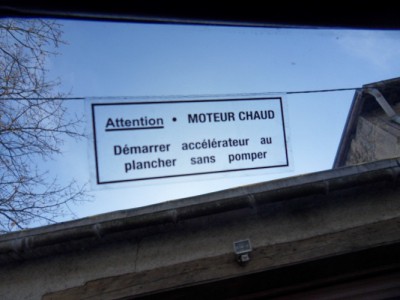 Attention • MOTEUR CHAUD
Démarrer accélérateur au
plancher sans pomper